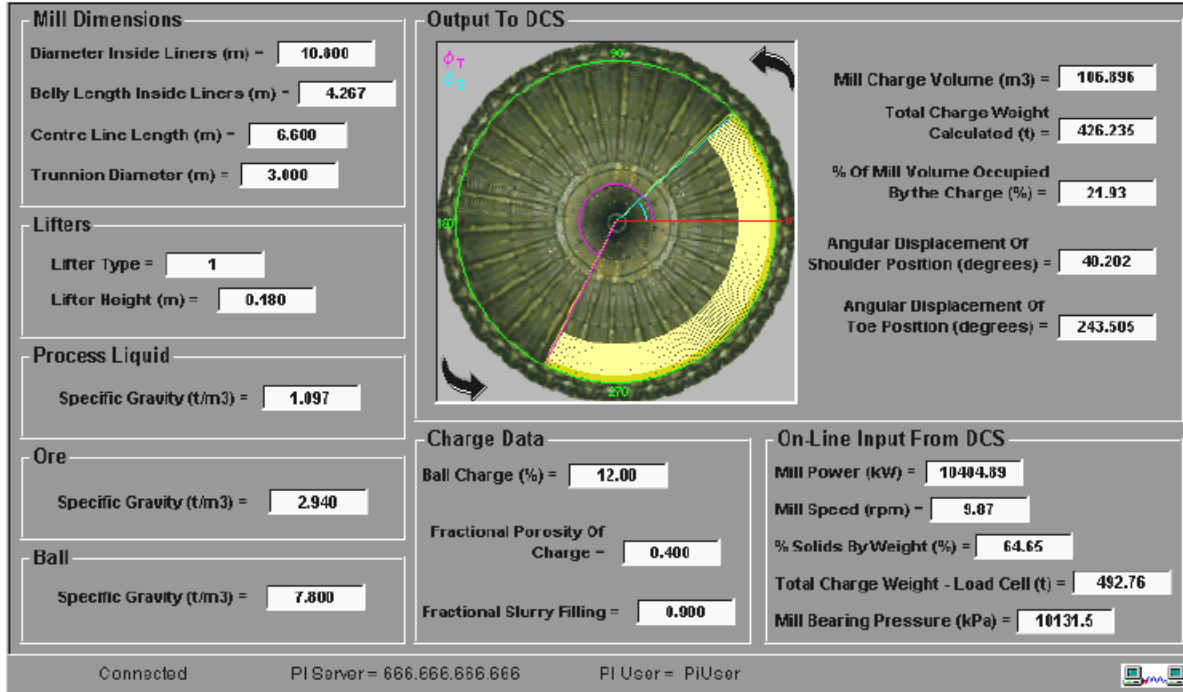 Mill Dimensions
Diameter Inside Liners (m) = 10.800
Belly Length Inside Liners (m) = 4.267
Centre Line Length (m) = 6.600
Trunnion Diameter (m) = 3.000
Lifters
Lifter Type = 1
Lifter Height (m) = 0.180
Process Liquid
Specific Gravity (t/m3) = 1.097
Ore
Specific Gravity (t/m3) = 2.940
Ball
Specific Gravity (t/m3) = 7.800
Output To DCS
ϕT
ϕS
90
180
0
270
Mill Charge Volume (m3) = 106.896
Total Charge Weight
Calculated (t) = 426.235
% Of Mill Volume Occupied
By the Charge (%) = 21.93
Angular Displacement Of
Shoulder Position (degrees) = 40.202
Angular Displacement Of
Toe Position (degrees) = 243.505
Charge Data
Ball Charge (%) = 12.00
Fractional Porosity Of
Charge = 0.400
Fractional Slurry Filling = 0.900
On-Line Input From DCS
Mill Power (kW) = 10404.89
Mill Speed (rpm) = 9.87
% Solids By Weight (%) = 64.65
Total Charge Weight - Load Cell (t) = 492.76
Mill Bearing Pressure (kPa) = 10131.5
Connected
PI Server = 666.666.666.666
PI User = PiUser